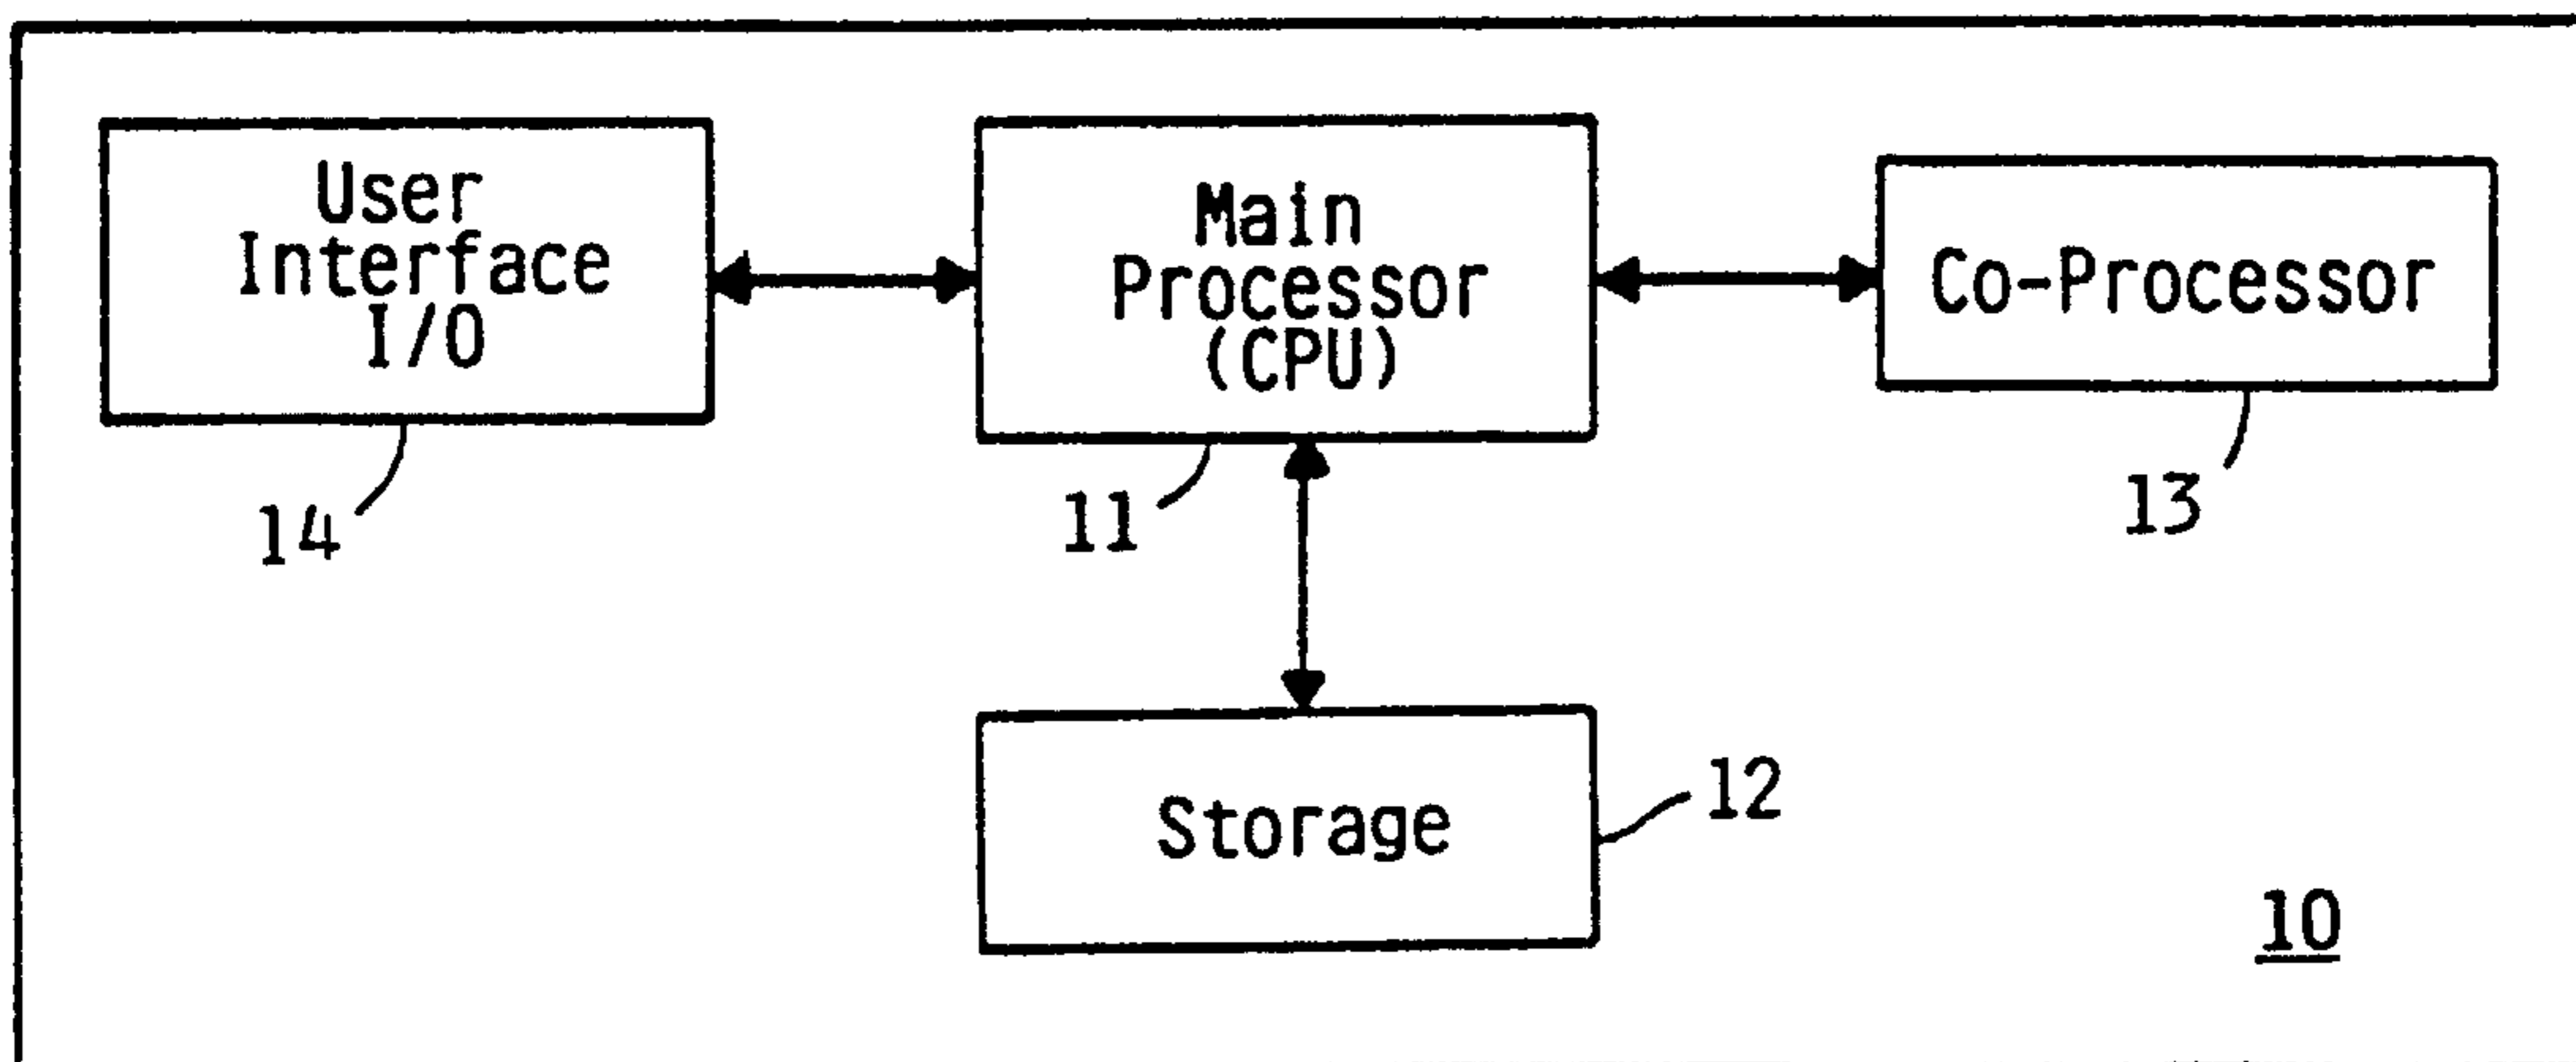 User
Interface
I/O
14
Main
Processor
(CPU)
11
Co-Processor
13
Storage
12
10